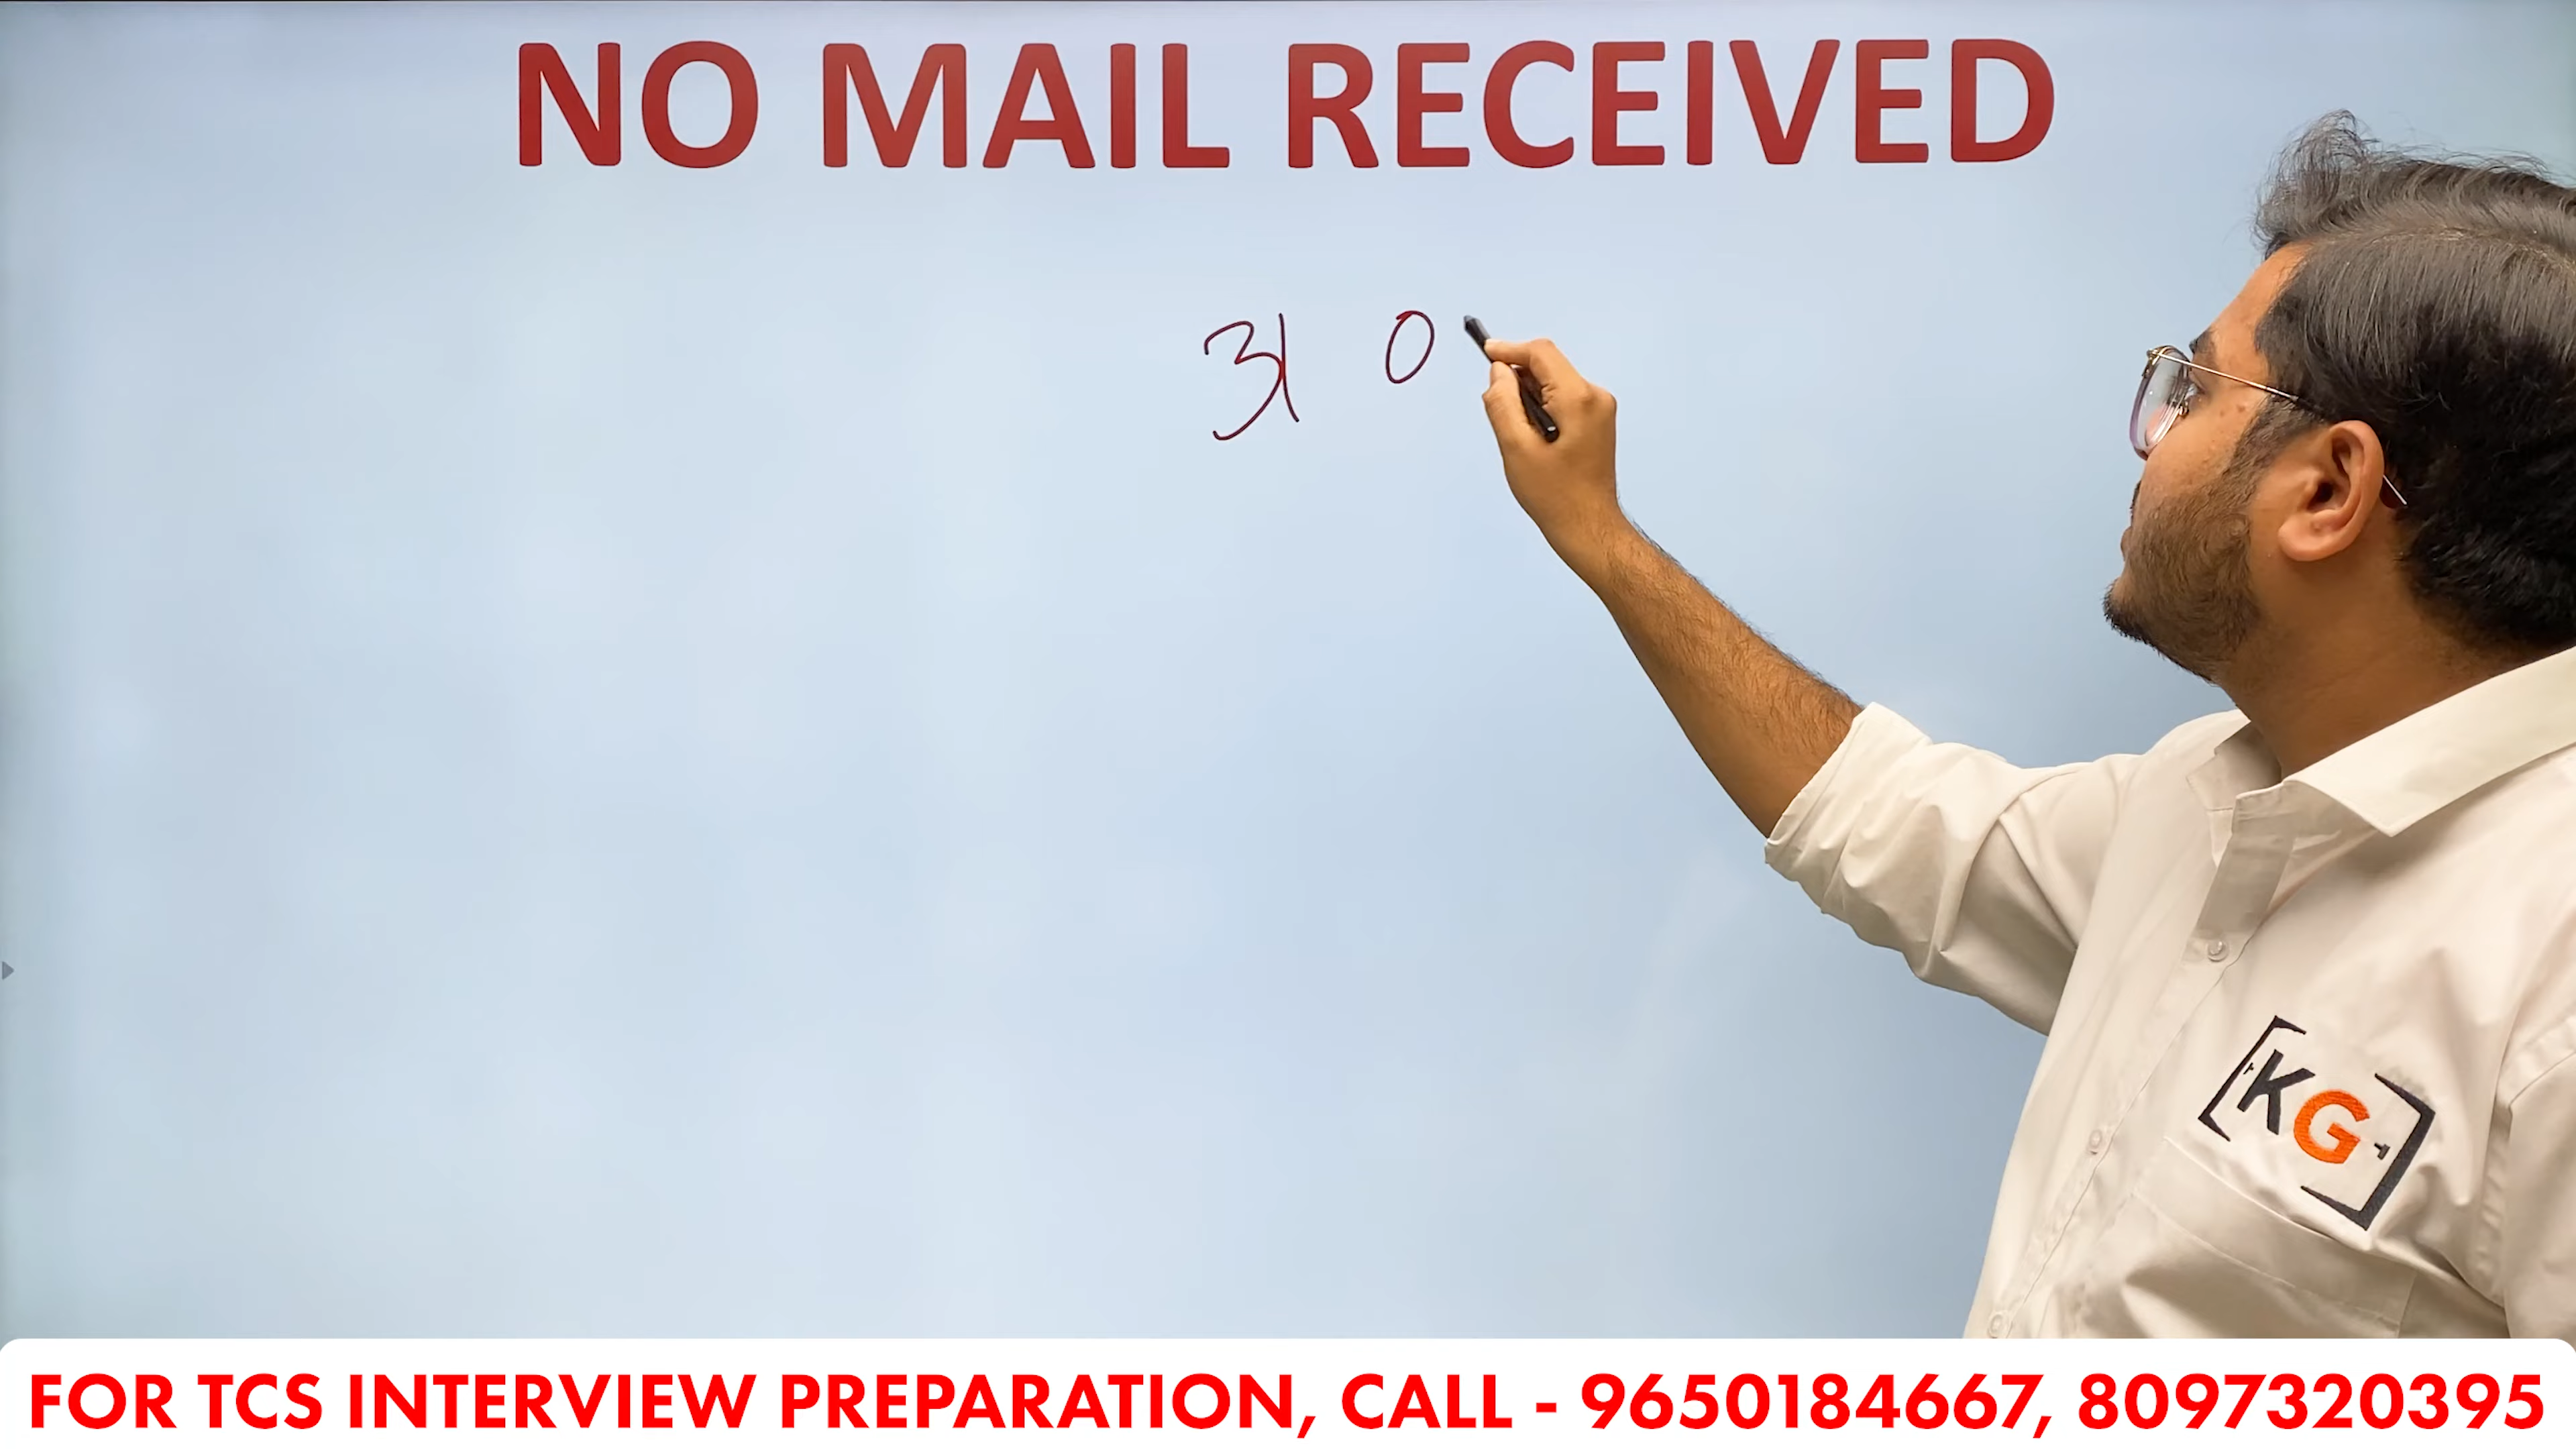 NO MAIL RECEIVED
31 0
KG
FOR TCS INTERVIEW PREPARATION, CALL - 9650184667, 8097320395